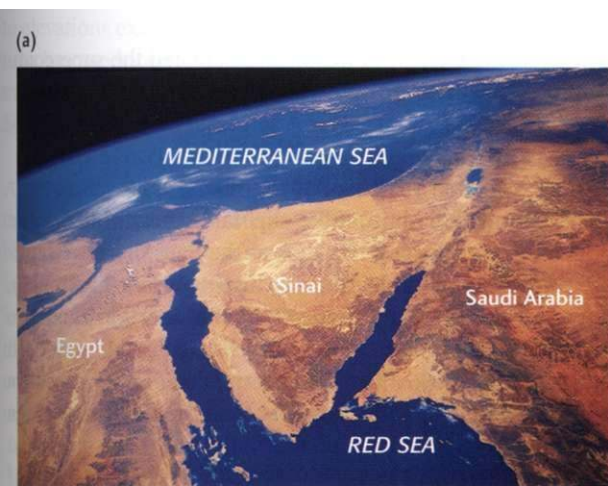 (a)
MEDITERRANEAN SEA
Sinai
Saudi Arabia
Egypt
RED SEA